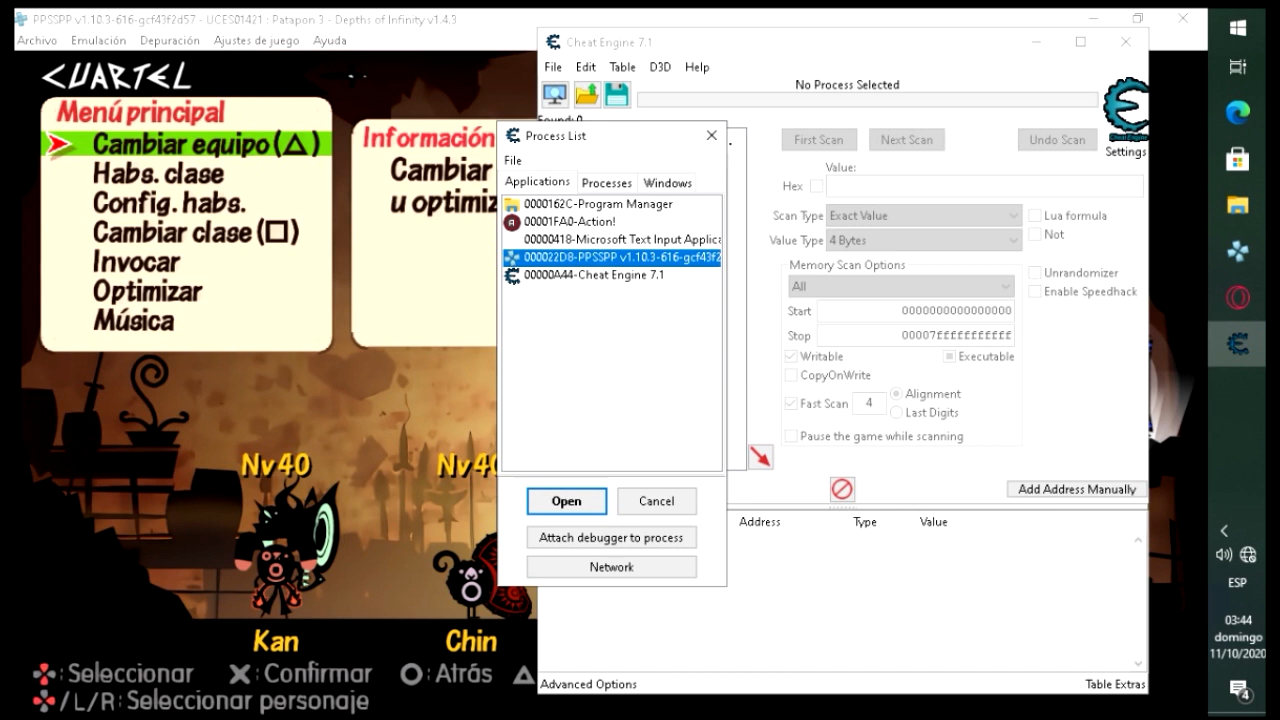 PPSSPP v1.10.3-616-gcf43f2d57 - UCES01421 : Patapon 3 - Depths of Infinity v1.4.3
Archivo Emulación Depuración Ajustes de juego Ayuda
CUARTEL
Menú principal
Cambiar equipo (△)
Habs. clase
Config. habs.
Cambiar clase (□)
Invocar
Optimizar
Música
Información
Cambiar
u optimiz
Nv 40
Nv 40
Kan
Chin
: Seleccionar X : Confirmar O : Atrás △
/L/R: Seleccionar personaje
Cheat Engine 7.1
File Edit Table D3D Help
No Process Selected
Found: 0
Cheat Engine
Settings
First Scan Next Scan Undo Scan
Value:
Hex
Scan Type Exact Value Lua formula
Not
Value Type 4 Bytes
Memory Scan Options
All
Unrandomizer
Enable Speedhack
Start 0000000000000000
Stop 00007fffffffffff
Writable Executable
CopyOnWrite
Fast Scan 4 Alignment
Last Digits
Pause the game while scanning
Add Address Manually
Address Type Value
Advanced Options Table Extras
Process List
File
Applications Processes Windows
0000162C-Program Manager
00001FA0-Action!
00000418-Microsoft Text Input Applica
000022D8-PPSSPP v1.10.3-616-gcf43f2
00000A44-Cheat Engine 7.1
Open Cancel
Attach debugger to process
Network
ESP
03:44
domingo
11/10/2020
4